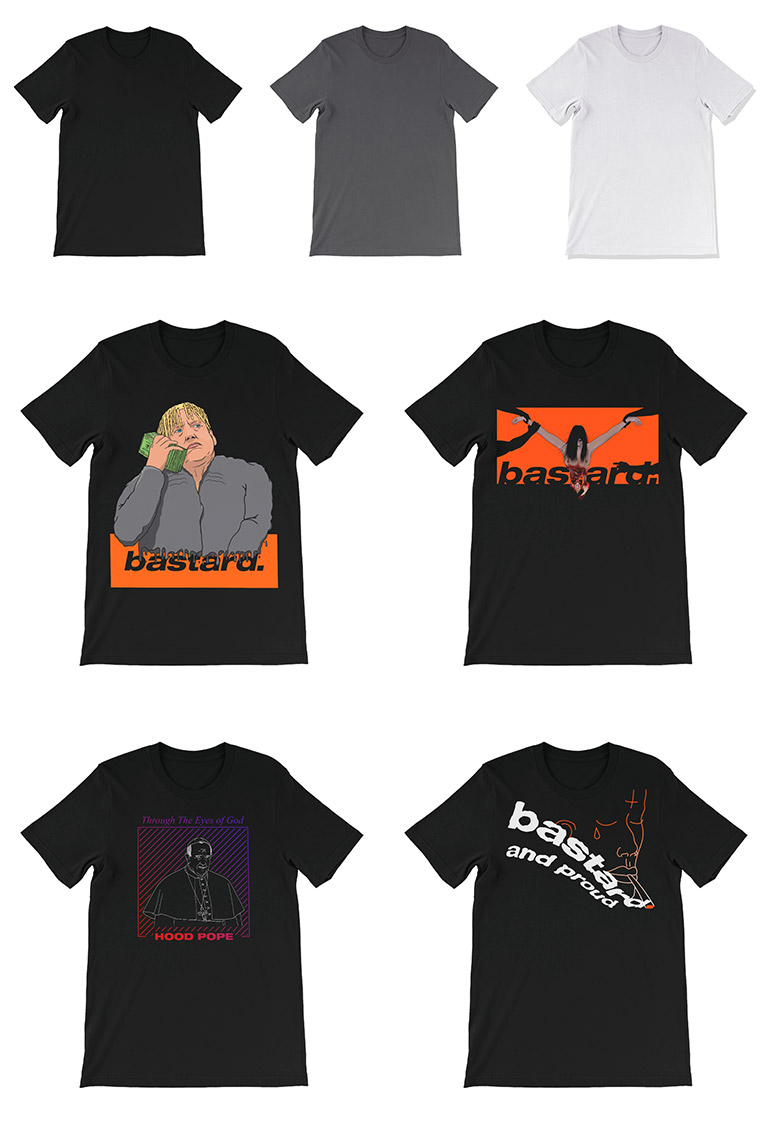 bastard.
bastard.
Through The Eyes of God
HOOD POPE
bastard
and proud